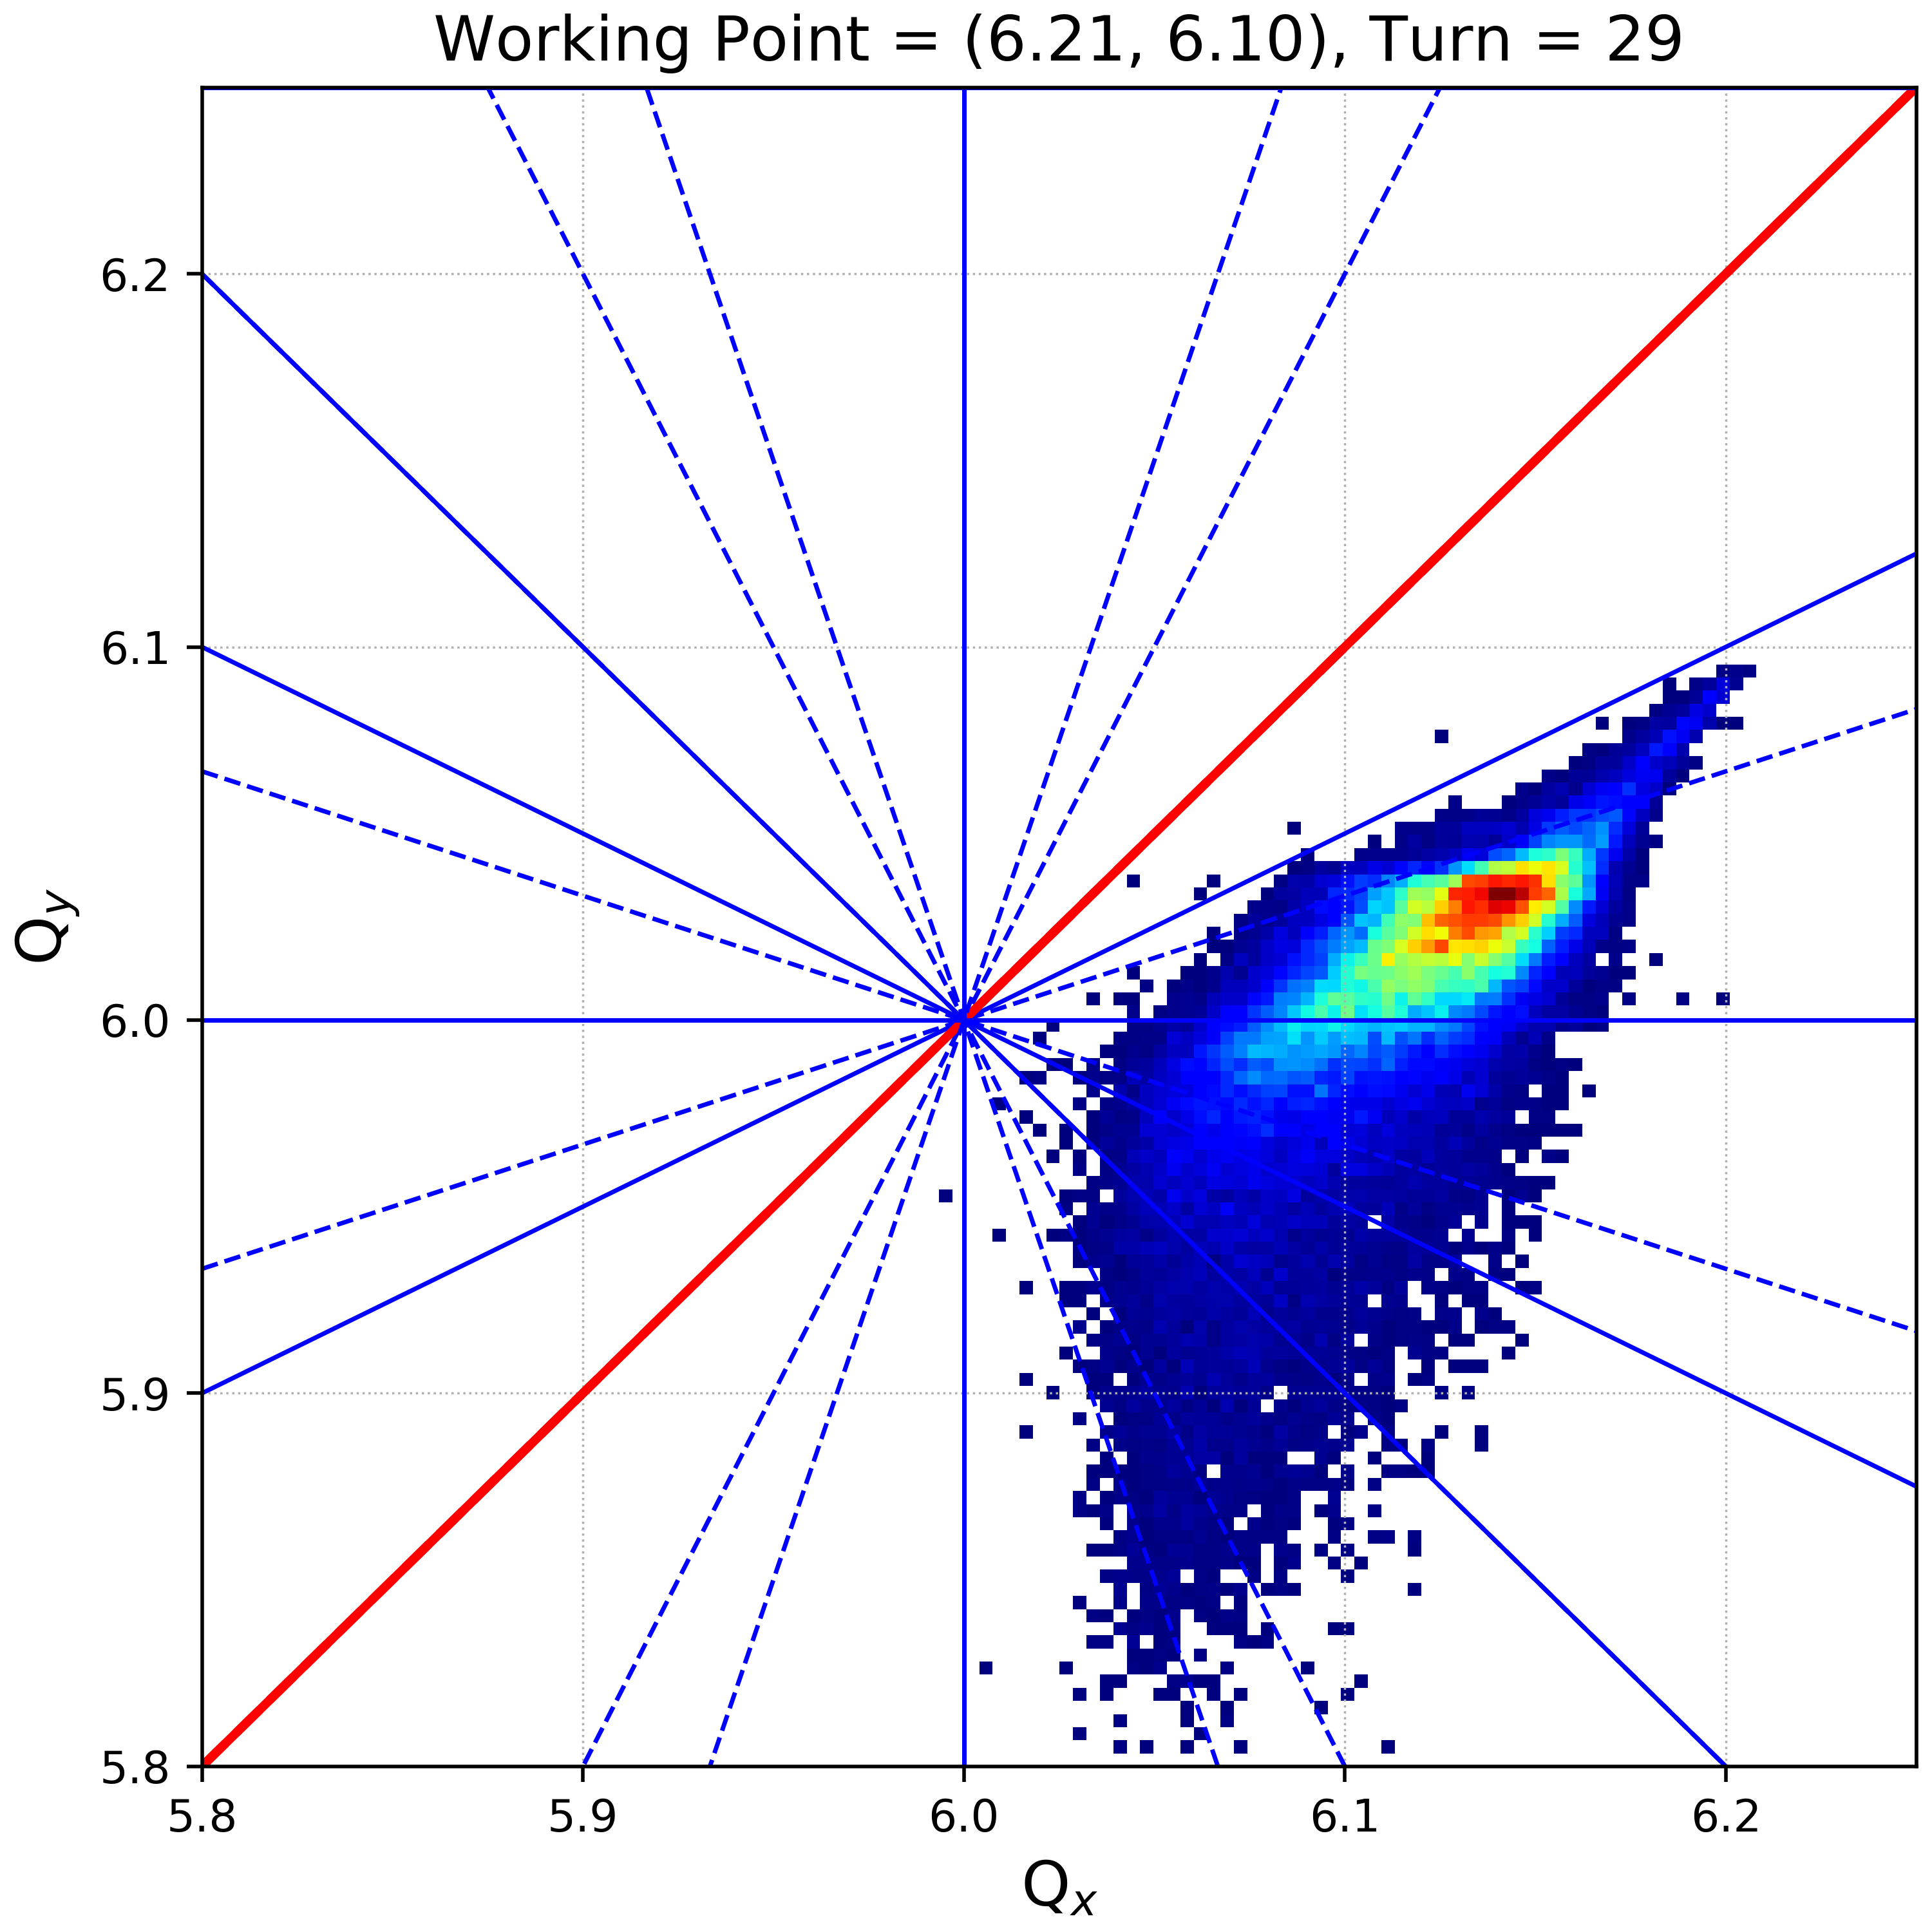 Working Point = (6.21, 6.10), Turn = 29
6.2
6.1
6.0
5.9
5.8
Qy
5.8 5.9 6.0 6.1 6.2
Qx